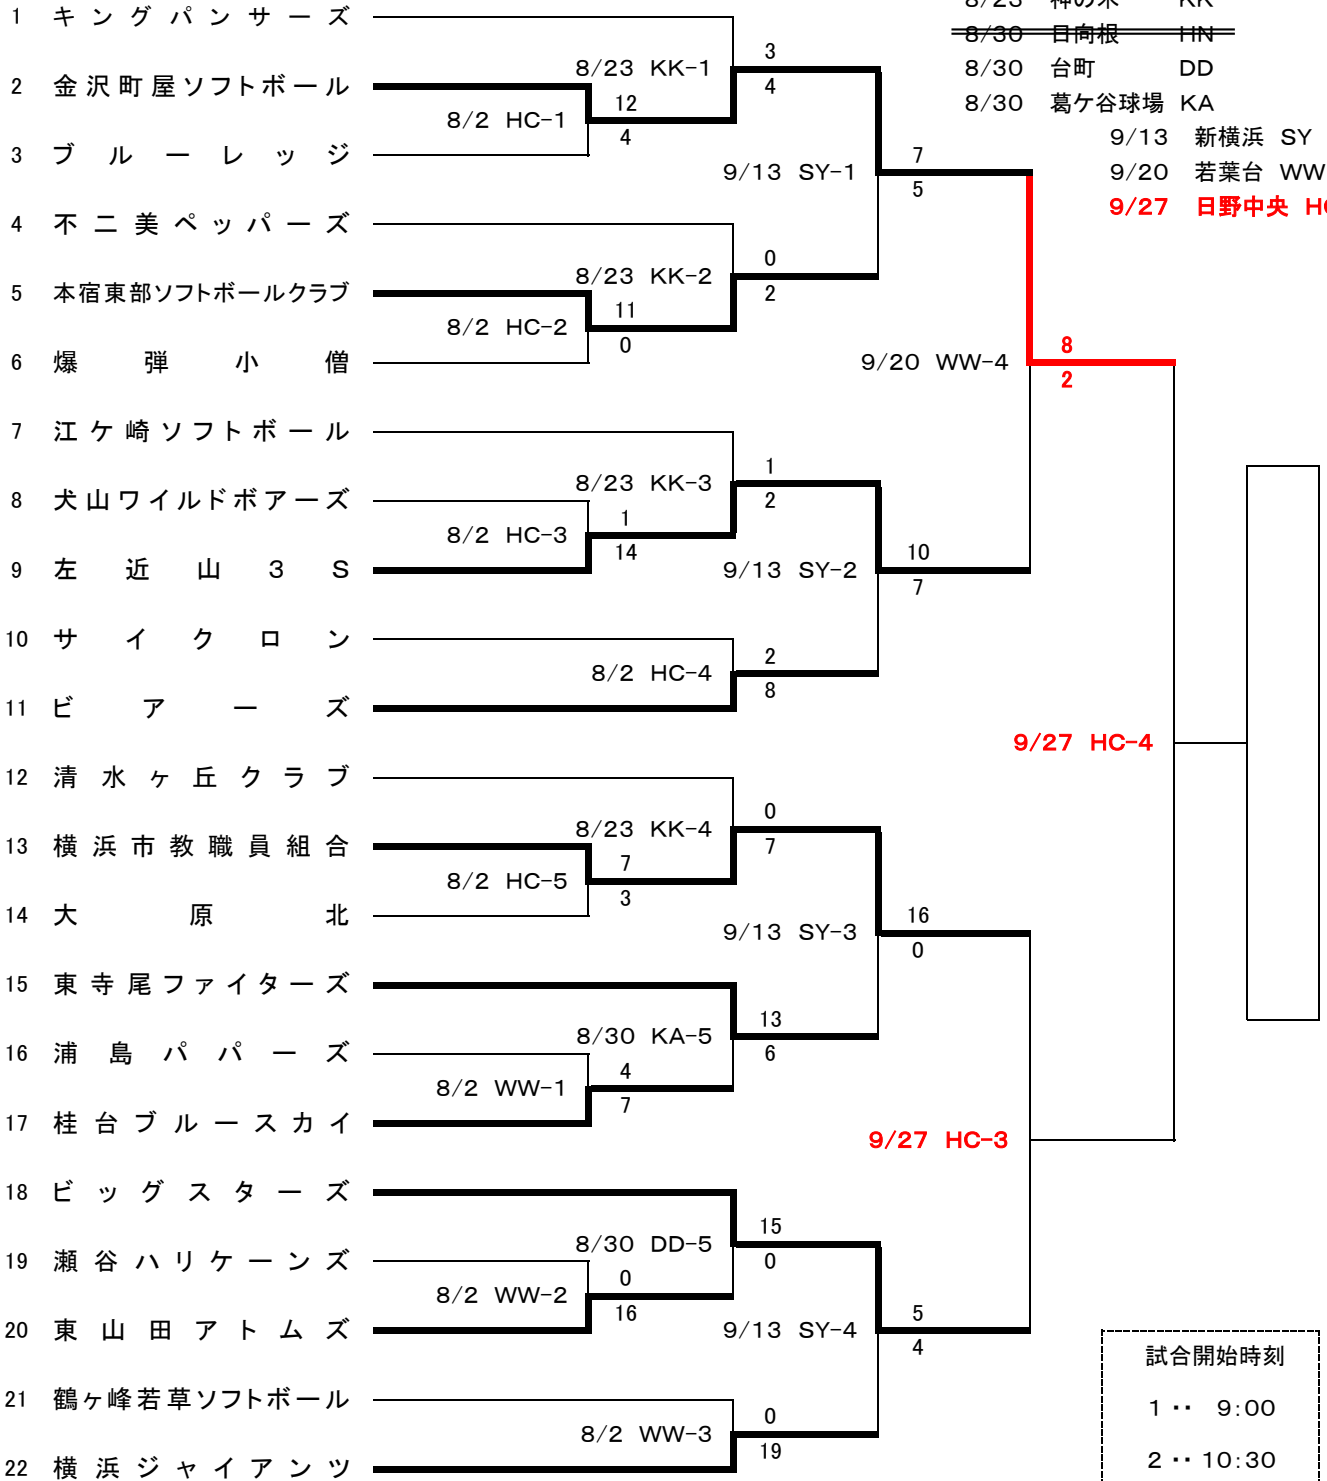 1 キングパンサーズ
2 金沢町屋ソフトボール
3 ブルーレッジ
4 不二美ペッパーズ
5 本宿東部ソフトボールクラブ
6 爆弾小僧
7 江ケ崎ソフトボール
8 犬山ワイルドボアーズ
9 左近山３Ｓ
10 サイクロン
11 ビアーズ
12 清水ヶ丘クラブ
13 横浜市教職員組合
14 大原北
15 東寺尾ファイターズ
16 浦島パパーズ
17 桂台ブルースカイ
18 ビッグスターズ
19 瀬谷ハリケーンズ
20 東山田アトムズ
21 鶴ヶ峰若草ソフトボール
22 横浜ジャイアンツ
8/2 HC-1
12
4
8/2 HC-2
11
0
8/2 HC-3
1
14
8/2 HC-4
2
8
8/2 HC-5
7
3
8/2 WW-1
4
7
8/2 WW-2
0
16
8/2 WW-3
0
19
8/23 KK-1
3
4
8/23 KK-2
0
2
8/23 KK-3
1
2
8/23 KK-4
0
7
8/30 KA-5
13
6
8/30 DD-5
15
0
9/13 SY-1
7
5
9/13 SY-2
10
7
9/13 SY-3
16
0
9/13 SY-4
5
4
9/20 WW-4
8
2
9/27 HC-3
9/27 HC-4
8/23 神の木 KK
8/30 日向根 HN
8/30 台町 DD
8/30 葛ケ谷球場 KA
9/13 新横浜 SY
9/20 若葉台 WW
9/27 日野中央 HC
試合開始時刻
1 ‥ 9:00
2 ‥ 10:30